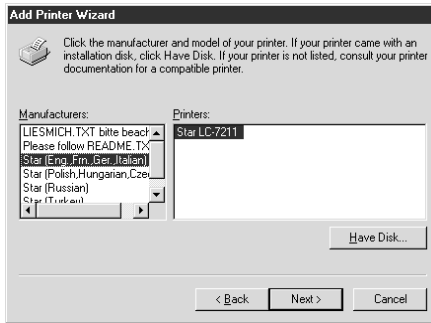 Add Printer Wizard
Click the manufacturer and model of your printer. If your printer came with an
installation disk, click Have Disk. If your printer is not listed, consult your printer
documentation for a compatible printer.
Manufacturers:
LIESMICH.TXT bitte beach
Please follow README.TX
Star (Eng.,Frn.,Ger.,Italian)
Star (Polish,Hungarian,Czec
Star (Russian)
Star (Turkey)
Printers:
Star LC-7211
Have Disk...
< Back
Next >
Cancel